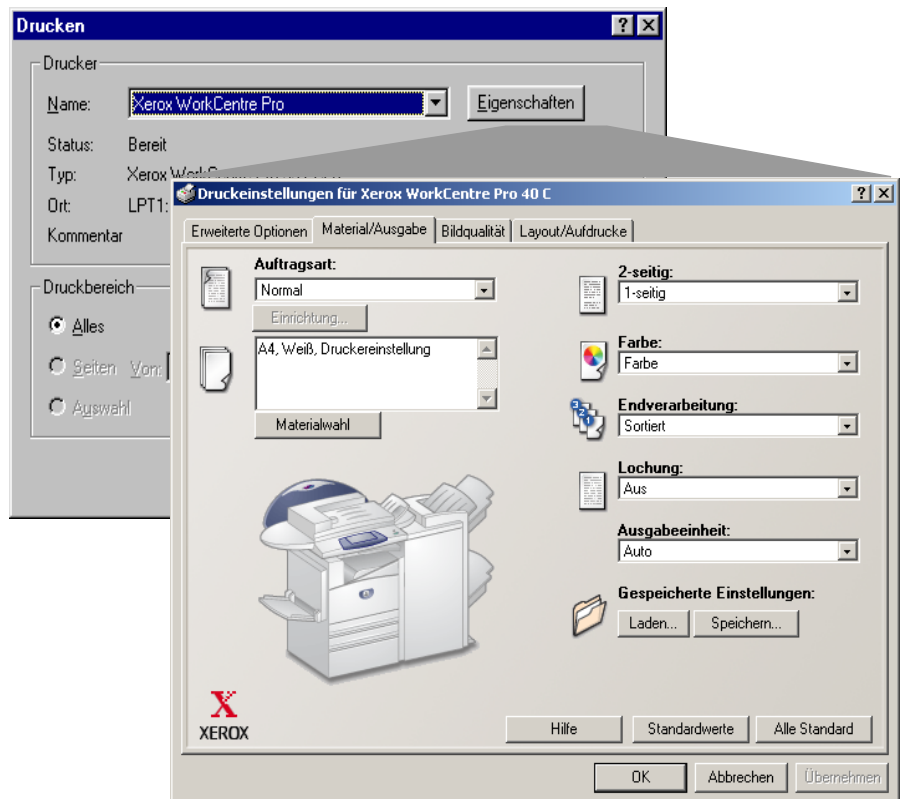 Drucken
Drucker
Name:
Xerox WorkCentre Pro
Eigenschaften
Status:
Bereit
Typ:
Xerox
Ort:
LPT1:
Kommentar
Druckbereich
Alles
Seiten
Von:
Auswahl
Druckeinstellungen für Xerox WorkCentre Pro 40 C
Erweiterte Optionen
Material/Ausgabe
Bildqualität
Layout/Aufdrucke
Auftragsart:
Normal
Einrichtung...
A4, Weiß, Druckereinstellung
Materialwahl
2-seitig:
1-seitig
Farbe:
Farbe
Endverarbeitung:
Sortiert
Lochung:
Aus
Ausgabeeinheit:
Auto
Gespeicherte Einstellungen:
Laden...
Speichern...
X
XEROX
Hilfe
Standardwerte
Alle Standard
OK
Abbrechen
Übernehmen